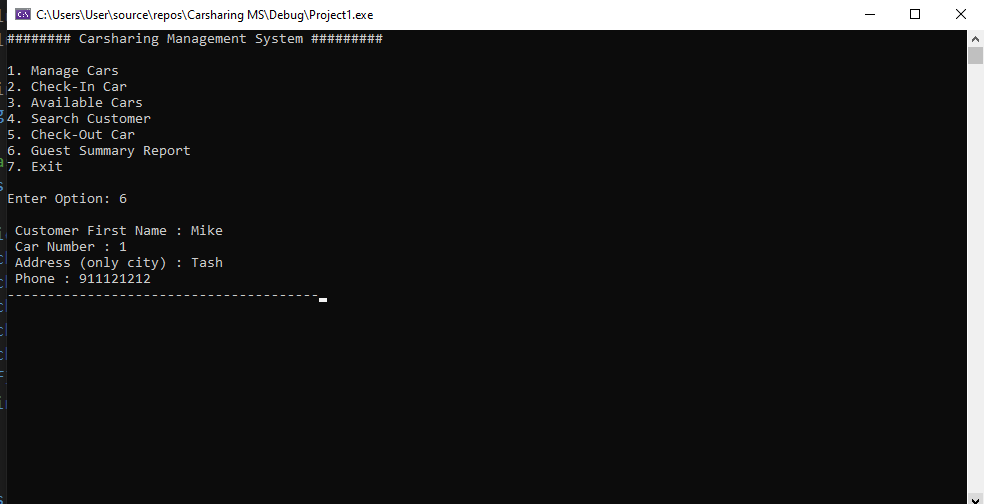 C:\Users\User\source\repos\Carsharing MS\Debug\Project1.exe
######## Carsharing Management System #########
1. Manage Cars
2. Check-In Car
3. Available Cars
4. Search Customer
5. Check-Out Car
6. Guest Summary Report
7. Exit
Enter Option: 6
Customer First Name : Mike
Car Number : 1
Address (only city) : Tash
Phone : 911121212
---------------------------------------